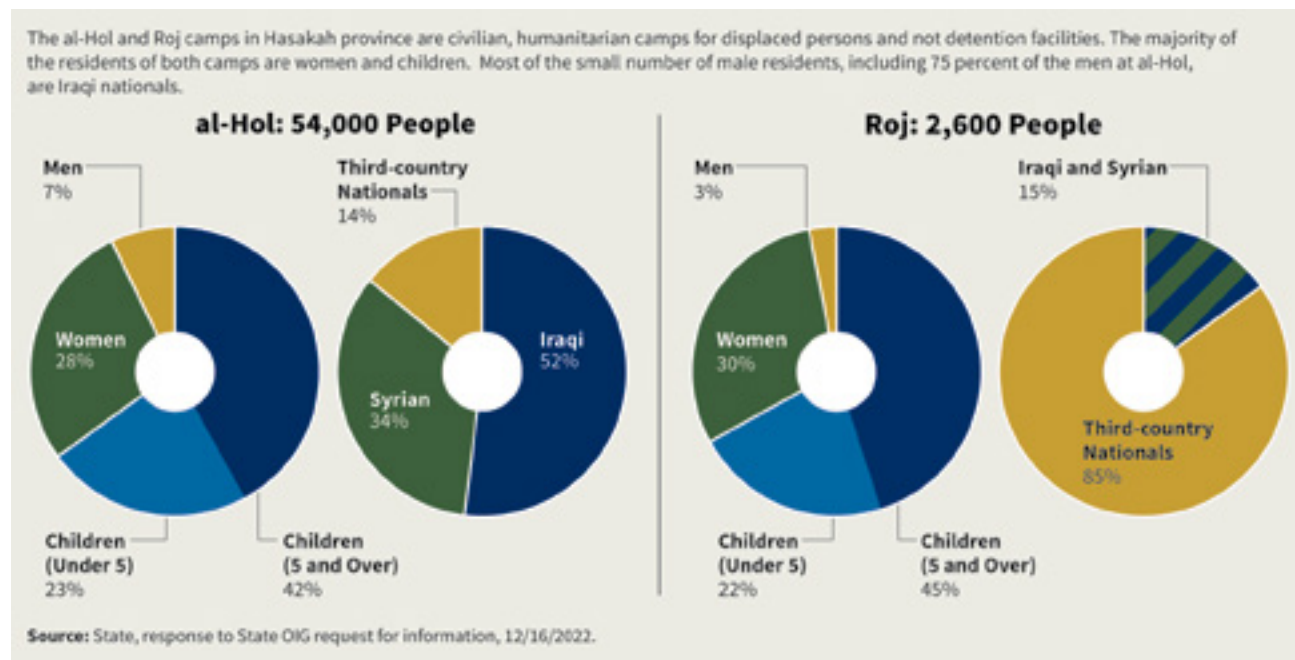 The al-Hol and Roj camps in Hasakah province are civilian, humanitarian camps for displaced persons and not detention facilities. The majority of
the residents of both camps are women and children. Most of the small number of male residents, including 75 percent of the men at al-Hol,
are Iraqi nationals.
al-Hol: 54,000 People
Men
7%
Women
28%
Children
(Under 5)
23%
Children
(5 and Over)
42%
Third-country
Nationals
14%
Iraqi
52%
Syrian
34%
Roj: 2,600 People
Men
3%
Women
30%
Children
(Under 5)
22%
Children
(5 and Over)
45%
Iraqi and Syrian
15%
Third-country
Nationals
85%
Source: State, response to State OIG request for information, 12/16/2022.